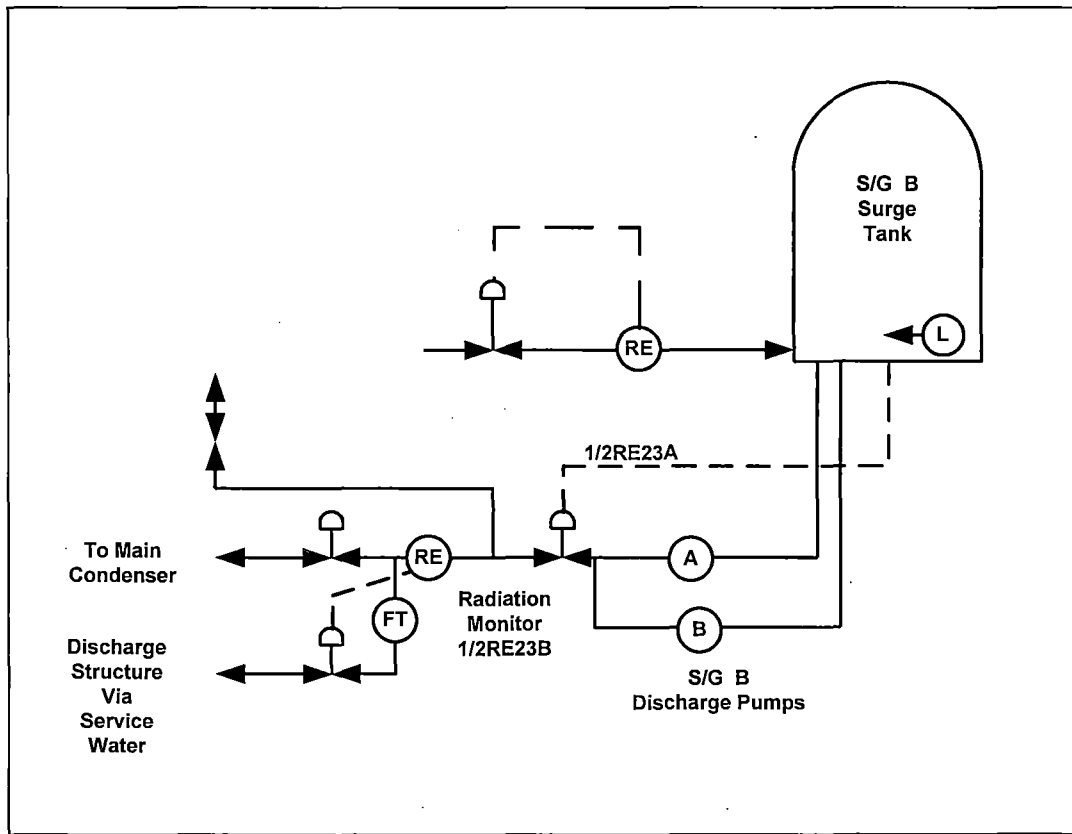 S/G B
Surge
Tank
L
RE
1/2RE23A
To Main
Condenser
RE
A
Radiation
Monitor
1/2RE23B
FT
B
Discharge
Structure
Via
Service
Water
S/G B
Discharge Pumps